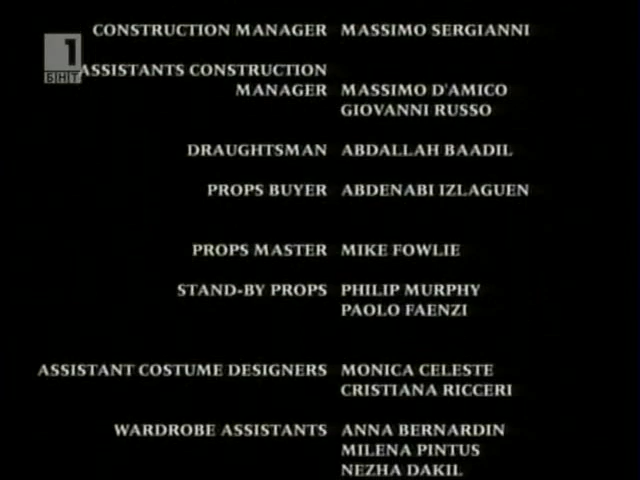 CONSTRUCTION MANAGER MASSIMO SERGIANNI
1
БНТ
ASSISTANTS CONSTRUCTION
MANAGER MASSIMO D'AMICO
GIOVANNI RUSSO
DRAUGHTSMAN ABDALLAH BAADIL
PROPS BUYER ABDENABI IZLAGUEN
PROPS MASTER MIKE FOWLIE
STAND-BY PROPS PHILIP MURPHY
PAOLO FAENZI
ASSISTANT COSTUME DESIGNERS MONICA CELESTE
CRISTIANA RICCERI
WARDROBE ASSISTANTS ANNA BERNARDIN
MILENA PINTUS
NEZHA DAKIL